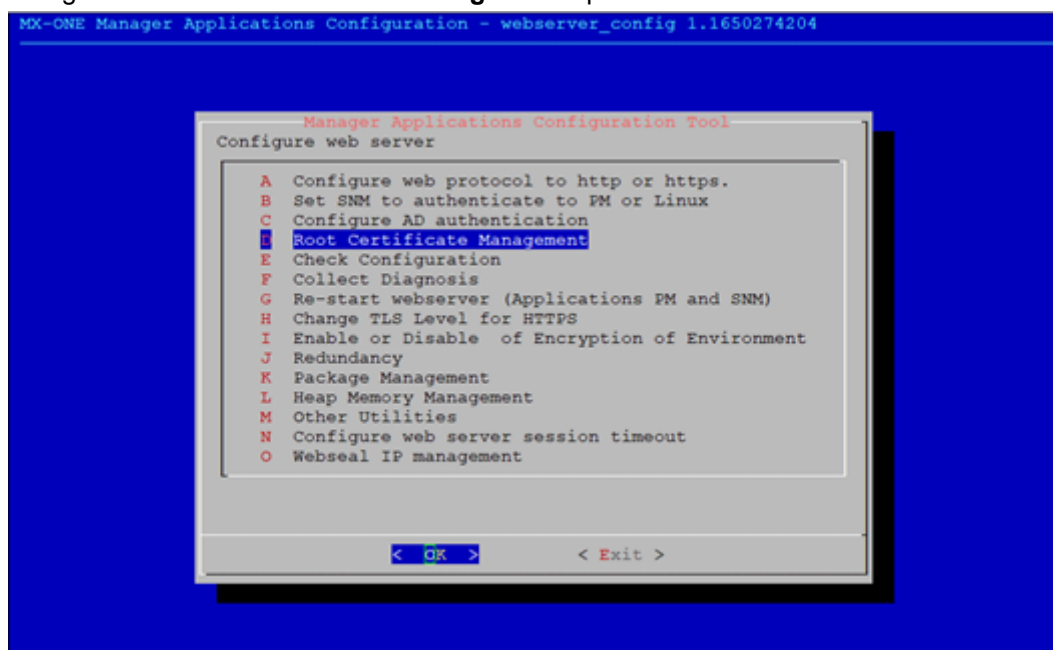 MX-ONE Manager Applications Configuration - webserver_config 1.1650274204
Manager Applications Configuration Tool
Configure web server
A Configure web protocol to http or https.
B Set SNM to authenticate to PM or Linux
C Configure AD authentication
D Root Certificate Management
E Check Configuration
F Collect Diagnosis
G Re-start webserver (Applications PM and SNM)
H Change TLS Level for HTTPS
I Enable or Disable  of Encryption of Environment
J Redundancy
K Package Management
L Heap Memory Management
M Other Utilities
N Configure web server session timeout
O Webseal IP management
< OK > < Exit >